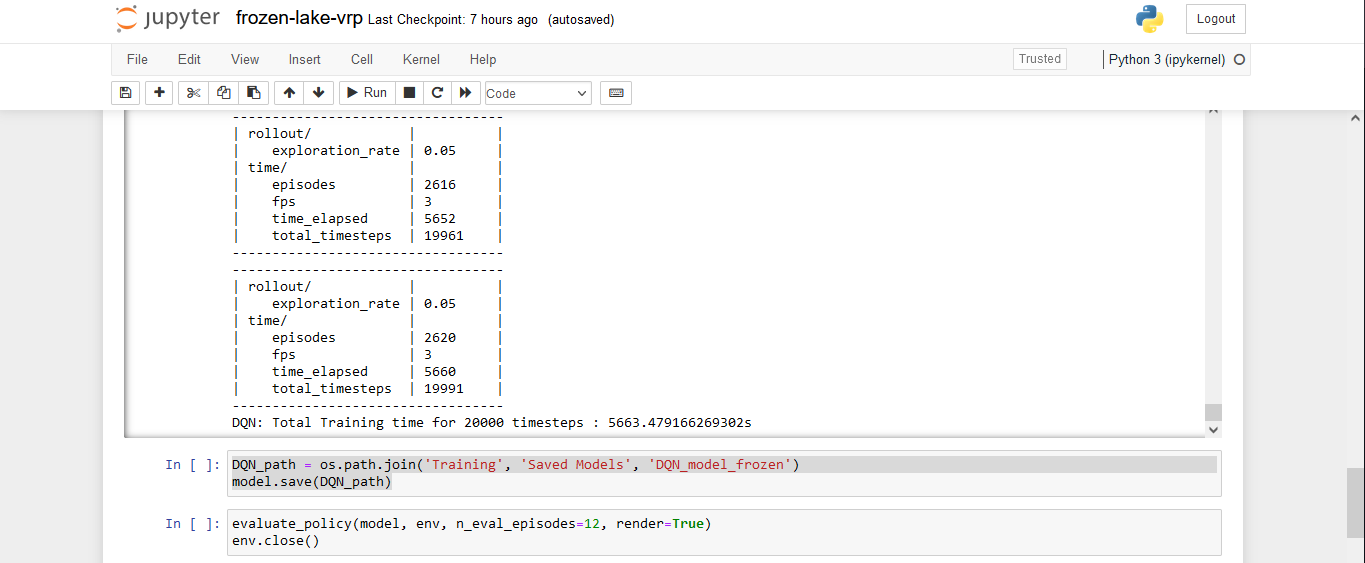 jupyter frozen-lake-vrp Last Checkpoint: 7 hours ago (autosaved) Logout
File Edit View Insert Cell Kernel Help Trusted Python 3 (ipykernel)
Run Code
----------------------------------
| rollout/ | |
| exploration_rate | 0.05 |
| time/ | |
| episodes | 2616 |
| fps | 3 |
| time_elapsed | 5652 |
| total_timesteps | 19961 |
----------------------------------
----------------------------------
| rollout/ | |
| exploration_rate | 0.05 |
| time/ | |
| episodes | 2620 |
| fps | 3 |
| time_elapsed | 5660 |
| total_timesteps | 19991 |
----------------------------------
DQN: Total Training time for 20000 timesteps : 5663.479166269302s
In [ ]: DQN_path = os.path.join('Training', 'Saved Models', 'DQN_model_frozen')
model.save(DQN_path)
In [ ]: evaluate_policy(model, env, n_eval_episodes=12, render=True)
env.close()